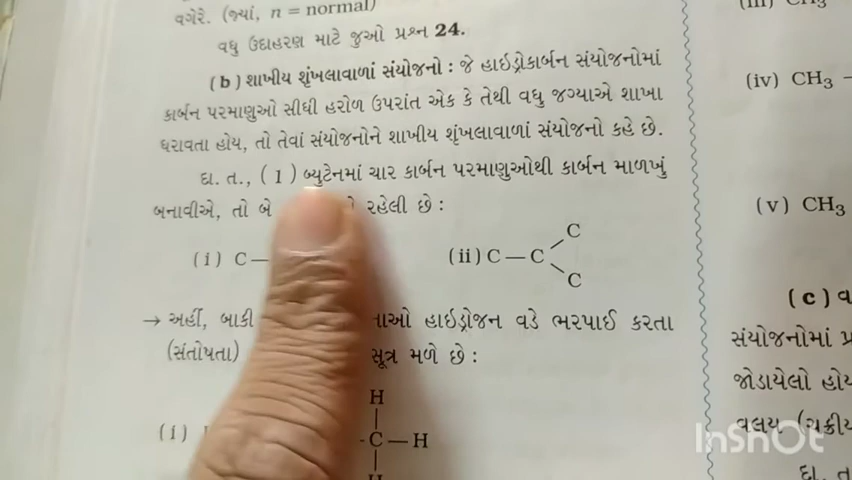 વગેરે. (જ્યાં, n = normal)
વધુ ઉદાહરણ માટે જુઓ પ્રશ્ન 24.
(b) શાખીય શૃંખલાવાળાં સંયોજનો : જે હાઇડ્રોકાર્બન સંયોજનોમાં
કાર્બન પરમાણુઓ સીધી હરોળ ઉપરાંત એક કે તેથી વધુ જગ્યાએ શાખા
ધરાવતા હોય, તો તેવાં સંયોજનોને શાખીય શૃંખલાવાળાં સંયોજનો કહે છે.
દા. ત., (1) બ્યુટેનમાં ચાર કાર્બન પરમાણુઓથી કાર્બન માળખું
બનાવીએ, તો બે રહેલી છે :
(i) C— (ii) C—C
C
C
→ અહીં, બાકી હાઇડ્રોજન વડે ભરપાઈ કરતા
(સંતોષતા) સૂત્ર મળે છે :
H
(i) -C—H
H
(iv) CH3 -
(v) CH3
(c)
સંયોજનોમાં
જોડાયેલો હોય
વલય
દા. ત
InShOt